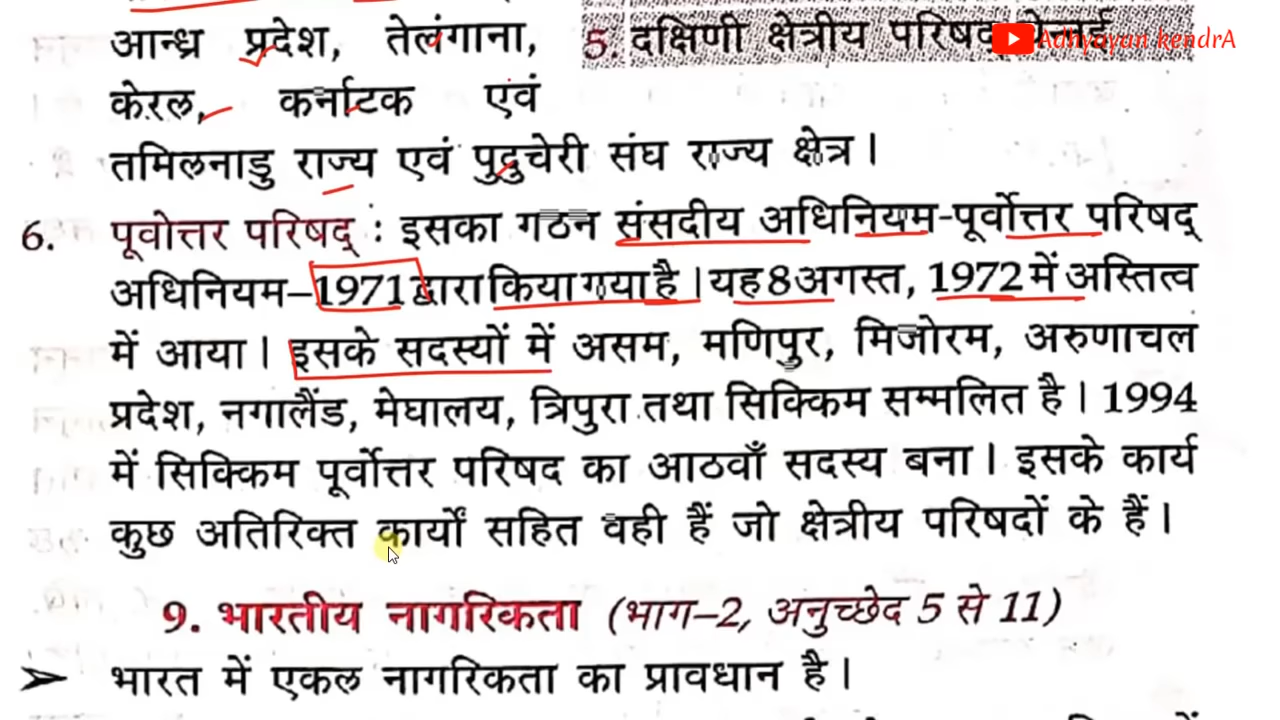 आन्ध्र प्रदेश, तेलंगाना,
केरल, कर्नाटक एवं
तमिलनाडु राज्य एवं पुदुचेरी संघ राज्य क्षेत्र।
5. दक्षिणी क्षेत्रीय परिषद्
Adhyayan kendrA
6. पूवोत्तर परिषद् : इसका गठन संसदीय अधिनियम-पूर्वोत्तर परिषद्
अधिनियम–1971 द्वारा किया गया है। यह 8 अगस्त, 1972 में अस्तित्व
में आया। इसके सदस्यों में असम, मणिपुर, मिजोरम, अरुणाचल
प्रदेश, नगालैंड, मेघालय, त्रिपुरा तथा सिक्किम सम्मलित है। 1994
में सिक्किम पूर्वोत्तर परिषद का आठवाँ सदस्य बना। इसके कार्य
कुछ अतिरिक्त कार्यों सहित वही हैं जो क्षेत्रीय परिषदों के हैं।
9. भारतीय नागरिकता (भाग–2, अनुच्छेद 5 से 11)
➢ भारत में एकल नागरिकता का प्रावधान है।